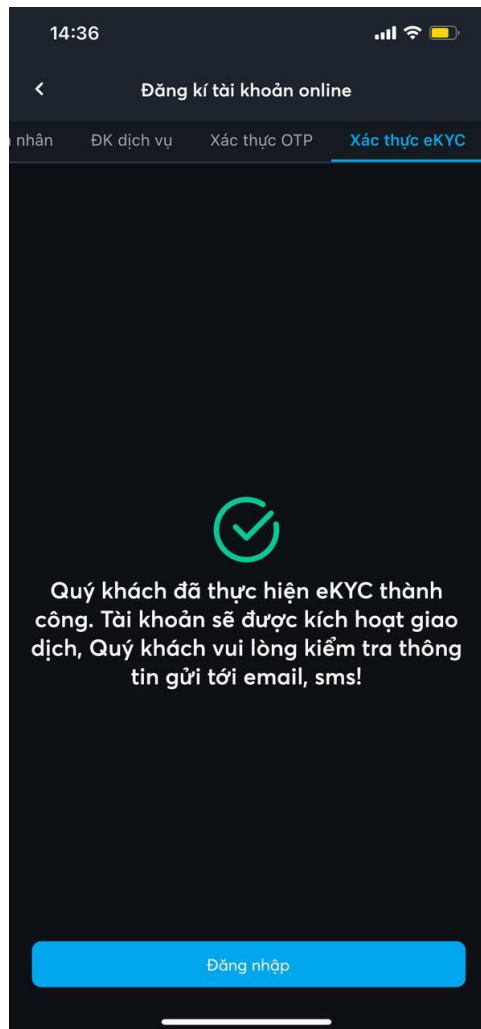 14:36
Đăng kí tài khoản online
nhân ĐK dịch vụ Xác thực OTP Xác thực eKYC
Quý khách đã thực hiện eKYC thành
công. Tài khoản sẽ được kích hoạt giao
dịch, Quý khách vui lòng kiểm tra thông
tin gửi tới email, sms!
Đăng nhập